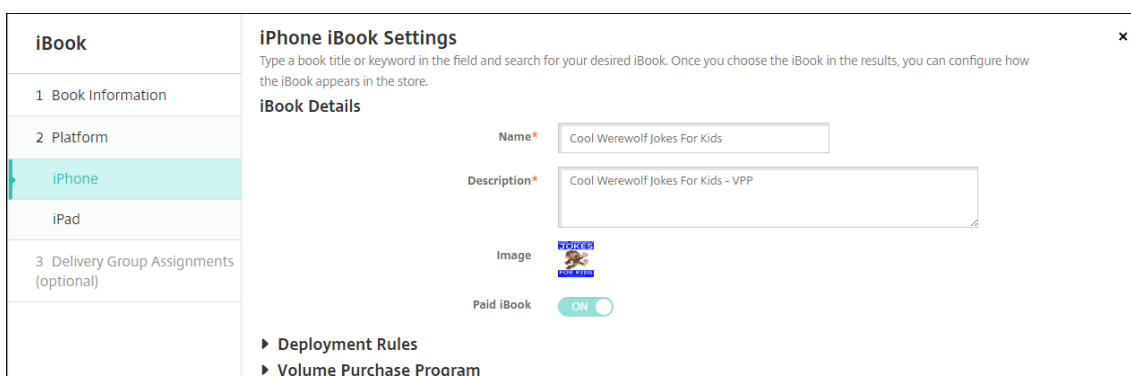 iBook
1 Book Information
2 Platform
iPhone
iPad
3 Delivery Group Assignments
(optional)
iPhone iBook Settings
×
Type a book title or keyword in the field and search for your desired iBook. Once you choose the iBook in the results, you can configure how
the iBook appears in the store.
iBook Details
Name*
Cool Werewolf Jokes For Kids
Description*
Cool Werewolf Jokes For Kids - VPP
Image
JOKES
FOR KIDS
Paid iBook
ON
Deployment Rules
Volume Purchase Program